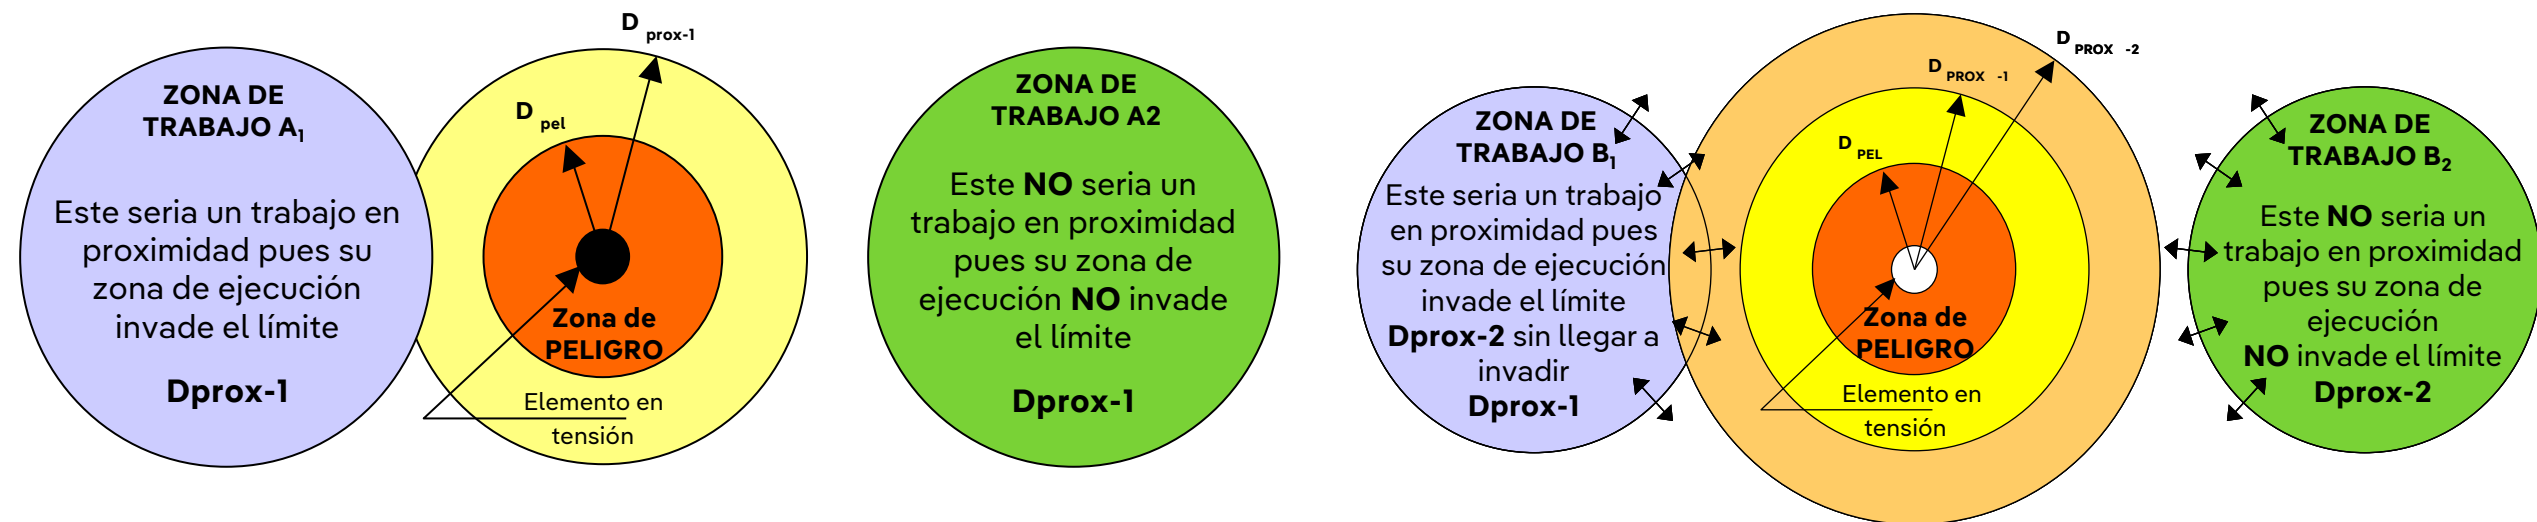 ZONA DE
TRABAJO A₁
Este seria un trabajo en
proximidad pues su
zona de ejecución
invade el límite
Dprox-1
D prox-1
D pel
Zona de
PELIGRO
Elemento en
tensión
ZONA DE
TRABAJO A2
Este NO seria un
trabajo en proximidad
pues su zona de
ejecución NO invade
el límite
Dprox-1
ZONA DE
TRABAJO B₁
Este seria un trabajo
en proximidad pues
su zona de ejecución
invade el límite
Dprox-2 sin llegar a
invadir
Dprox-1
D PROX -2
D PROX -1
D PEL
Zona de
PELIGRO
Elemento en
tensión
ZONA DE
TRABAJO B₂
Este NO seria un
trabajo en proximidad
pues su zona de
ejecución
NO invade el límite
Dprox-2